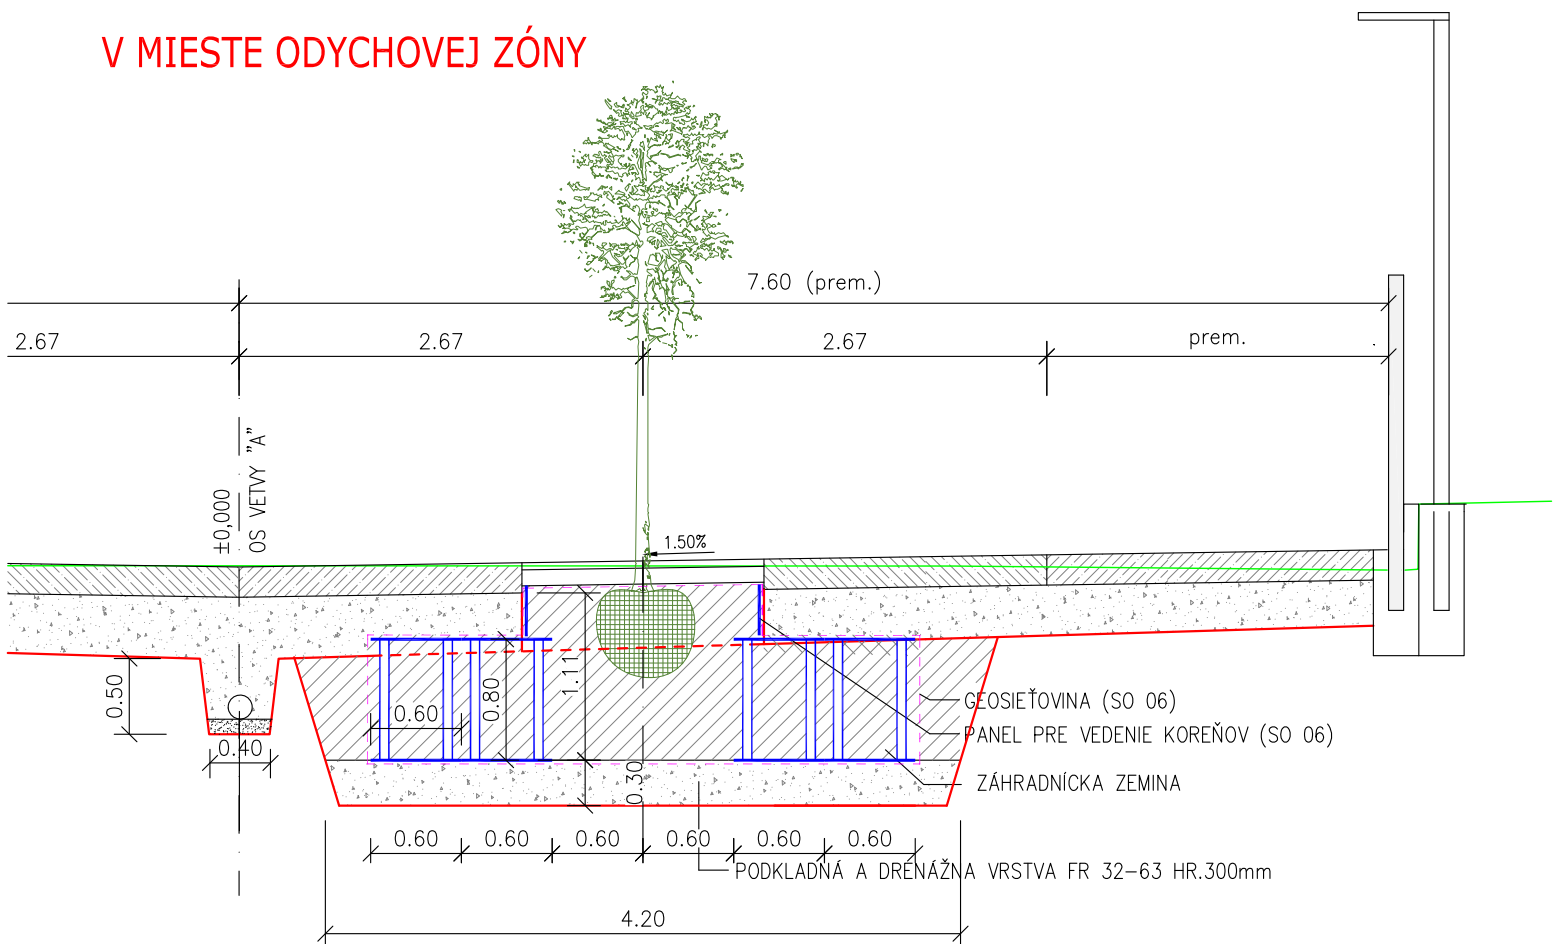 V MIESTE ODYCHOVEJ ZÓNY
7.60 (prem.)
2.67
2.67
2.67
prem.
±0,000
OS VETVY "A"
1.50%
0.50
0.40
0.60
0.80
1.11
0.30
GEOSIEŤOVINA (SO 06)
PANEL PRE VEDENIE KOREŇOV (SO 06)
ZÁHRADNÍCKA ZEMINA
0.60
0.60
0.60
0.60
0.60
0.60
PODKLADNÁ A DRENÁŽNA VRSTVA FR 32-63 HR.300mm
4.20